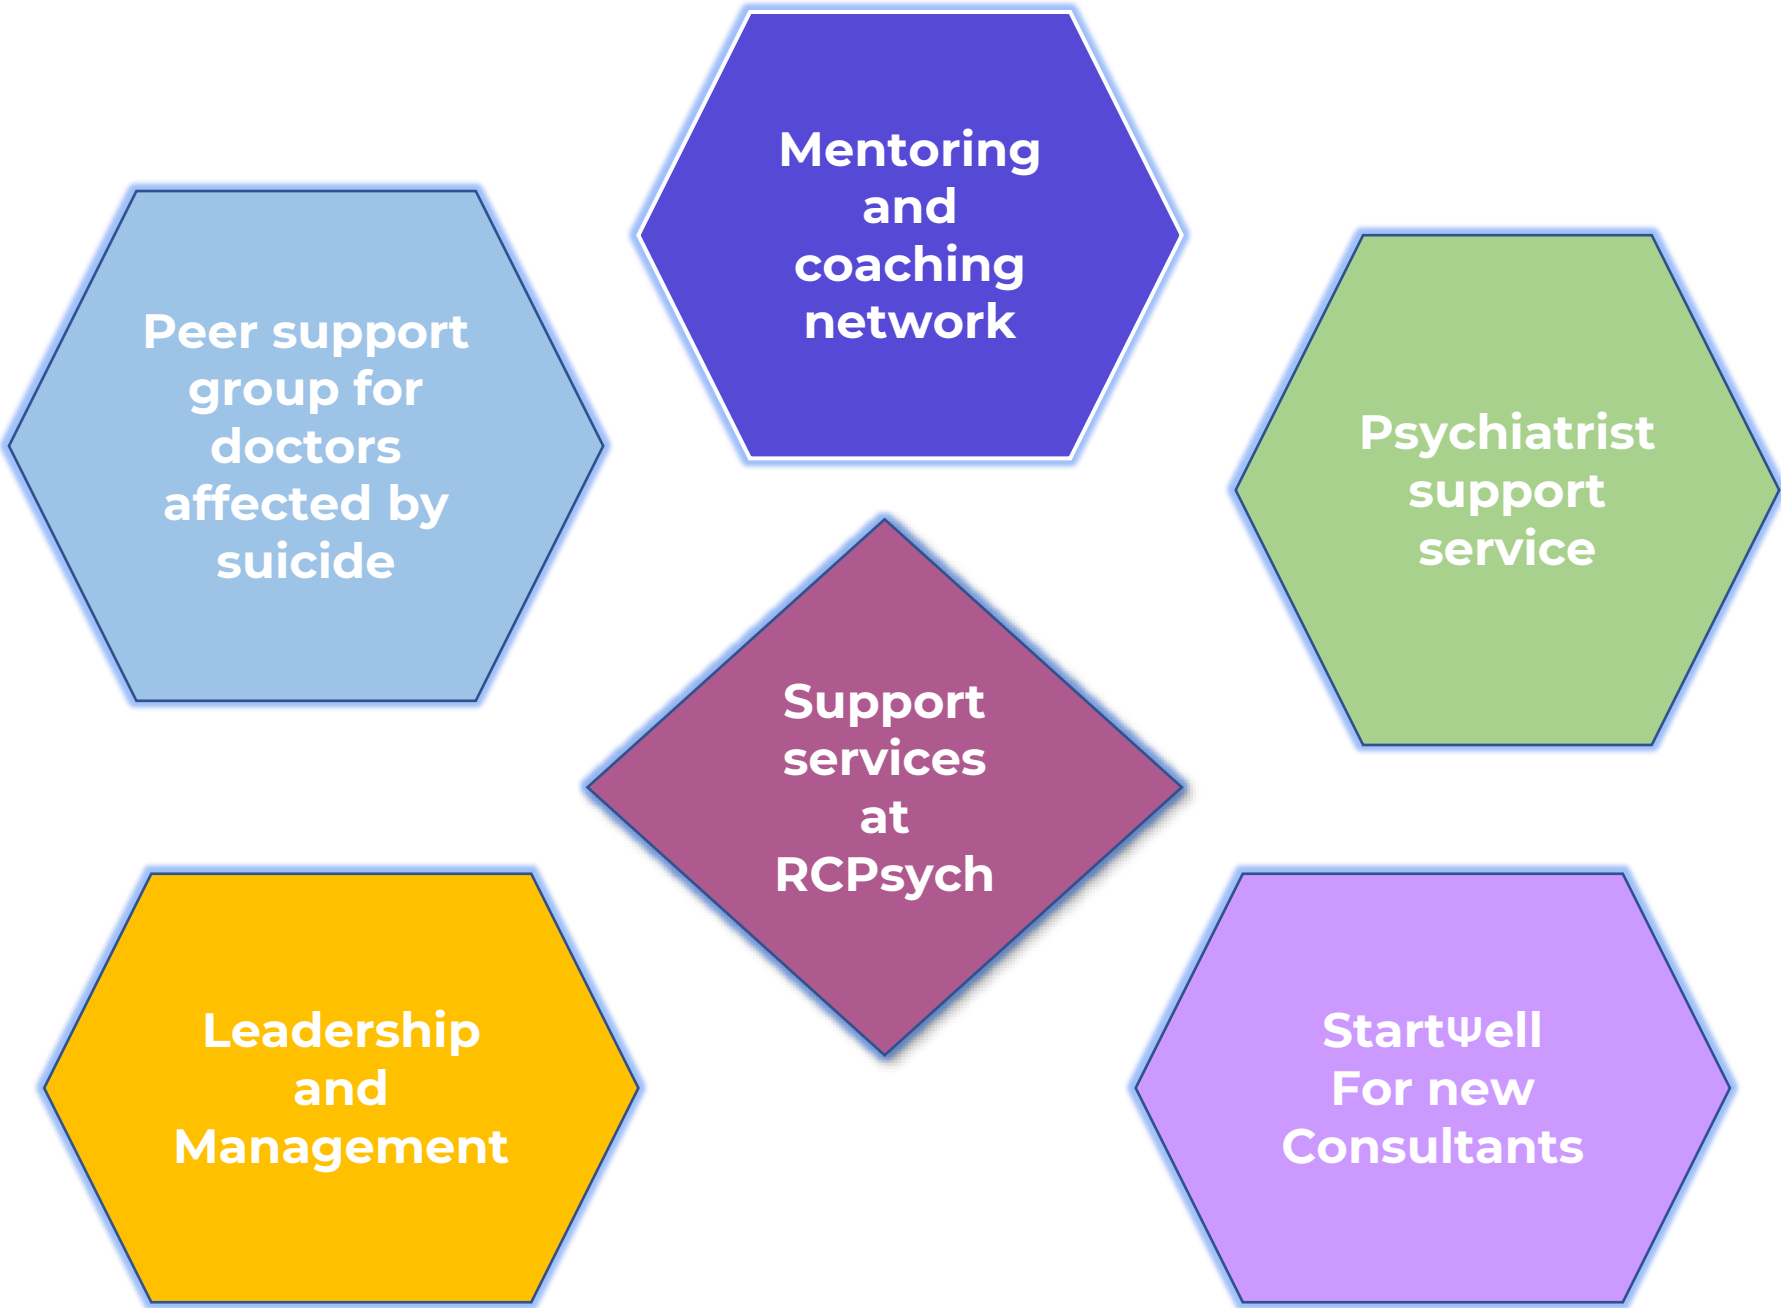 Mentoring
and
coaching
network
Peer support
group for
doctors
affected by
suicide
Psychiatrist
support
service
Support
services
at
RCPsych
Leadership
and
Management
StartΨell
For new
Consultants